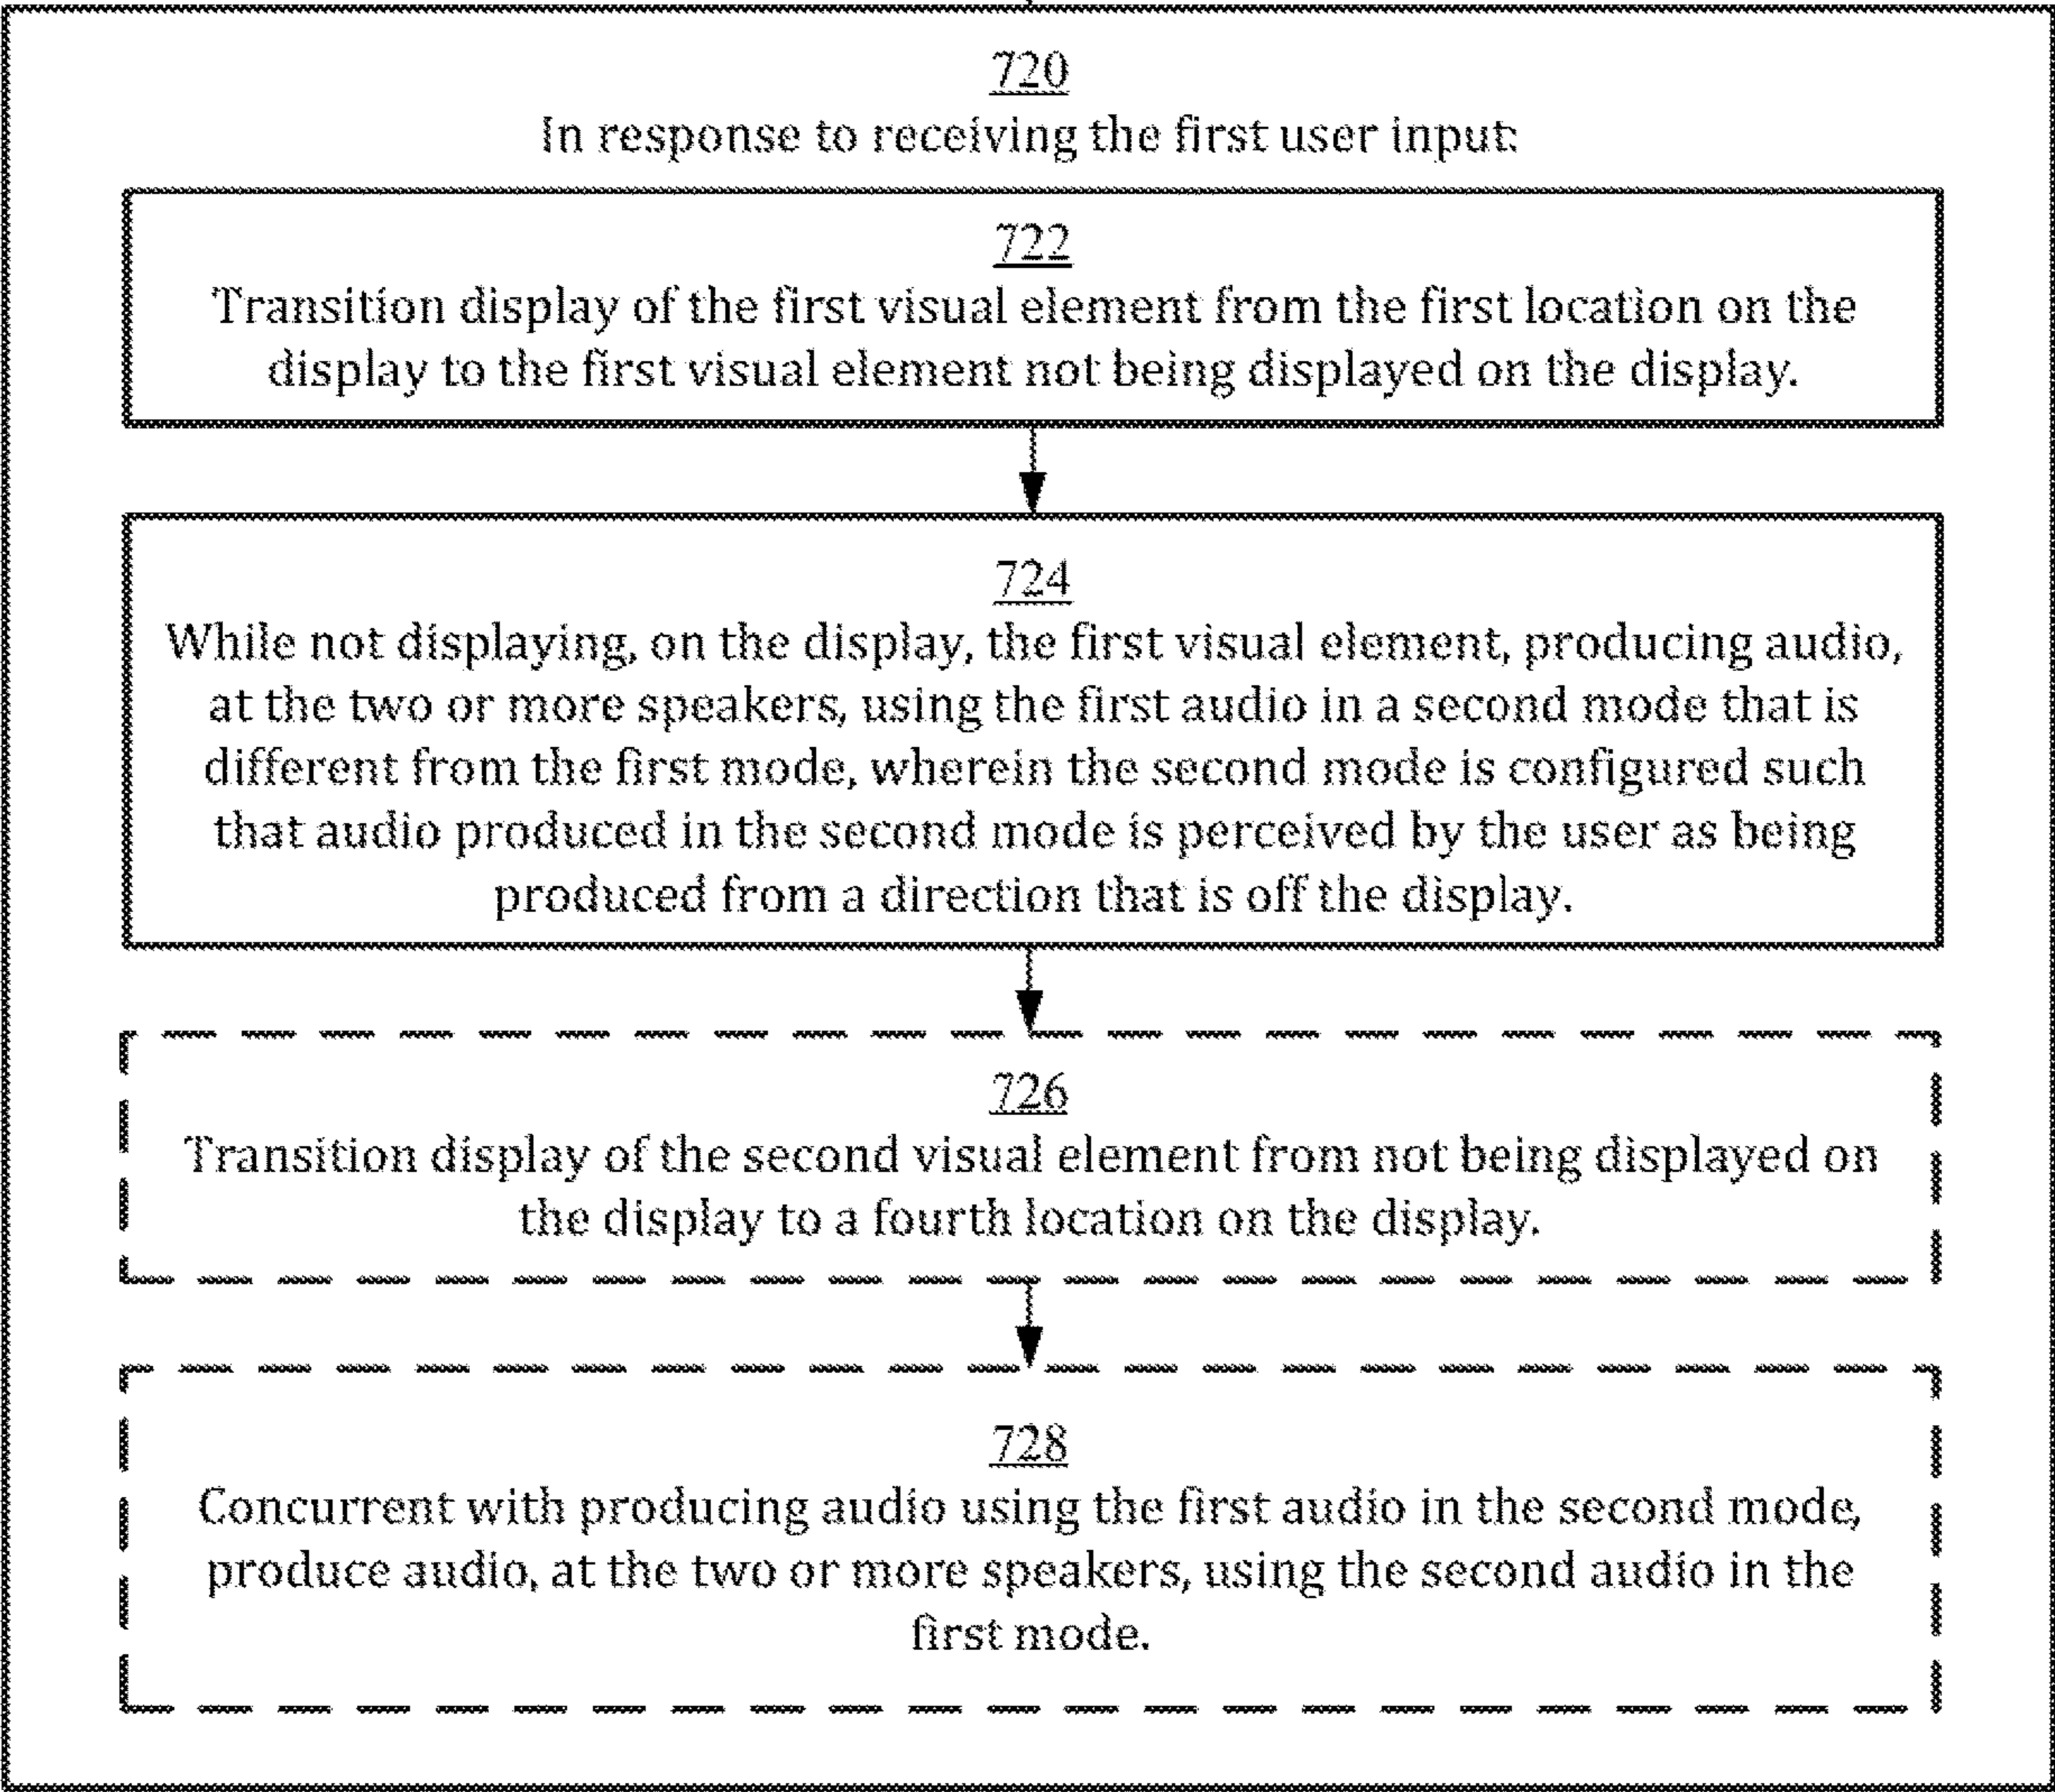 720
In response to receiving the first user input:
722
Transition display of the first visual element from the first location on the
display to the first visual element not being displayed on the display.
724
While not displaying, on the display, the first visual element, producing audio,
at the two or more speakers, using the first audio in a second mode that is
different from the first mode, wherein the second mode is configured such
that audio produced in the second mode is perceived by the user as being
produced from a direction that is off the display.
726
Transition display of the second visual element from not being displayed on
the display to a fourth location on the display.
728
Concurrent with producing audio using the first audio in the second mode,
produce audio, at the two or more speakers, using the second audio in the
first mode.